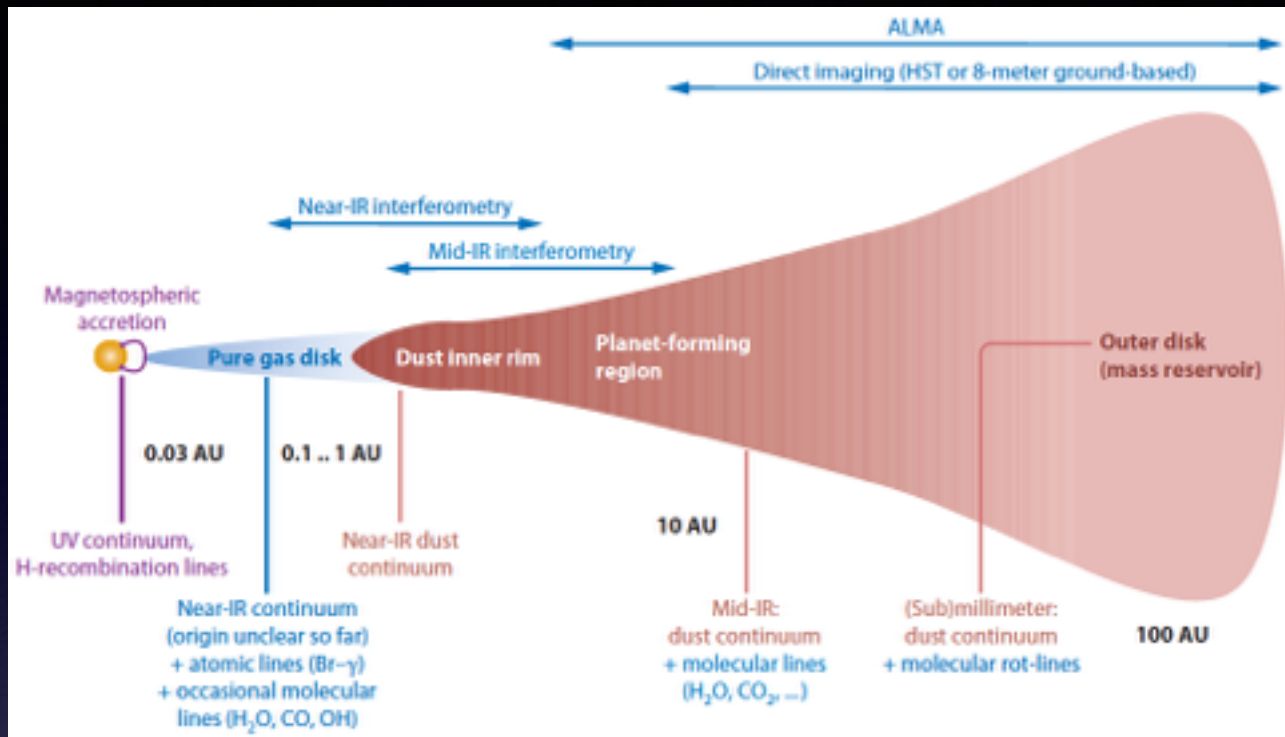 ALMA
Direct imaging (HST or 8-meter ground-based)
Near-IR interferometry
Mid-IR interferometry
Magnetospheric
accretion
Pure gas disk
Dust inner rim
Planet-forming
region
Outer disk
(mass reservoir)
0.03 AU
0.1 .. 1 AU
10 AU
100 AU
UV continuum,
H-recombination lines
Near-IR dust
continuum
Near-IR continuum
(origin unclear so far)
+ atomic lines (Br–γ)
+ occasional molecular
lines (H₂O, CO, OH)
Mid-IR:
dust continuum
+ molecular lines
(H₂O, CO₂, ...)
(Sub)millimeter:
dust continuum
+ molecular rot-lines